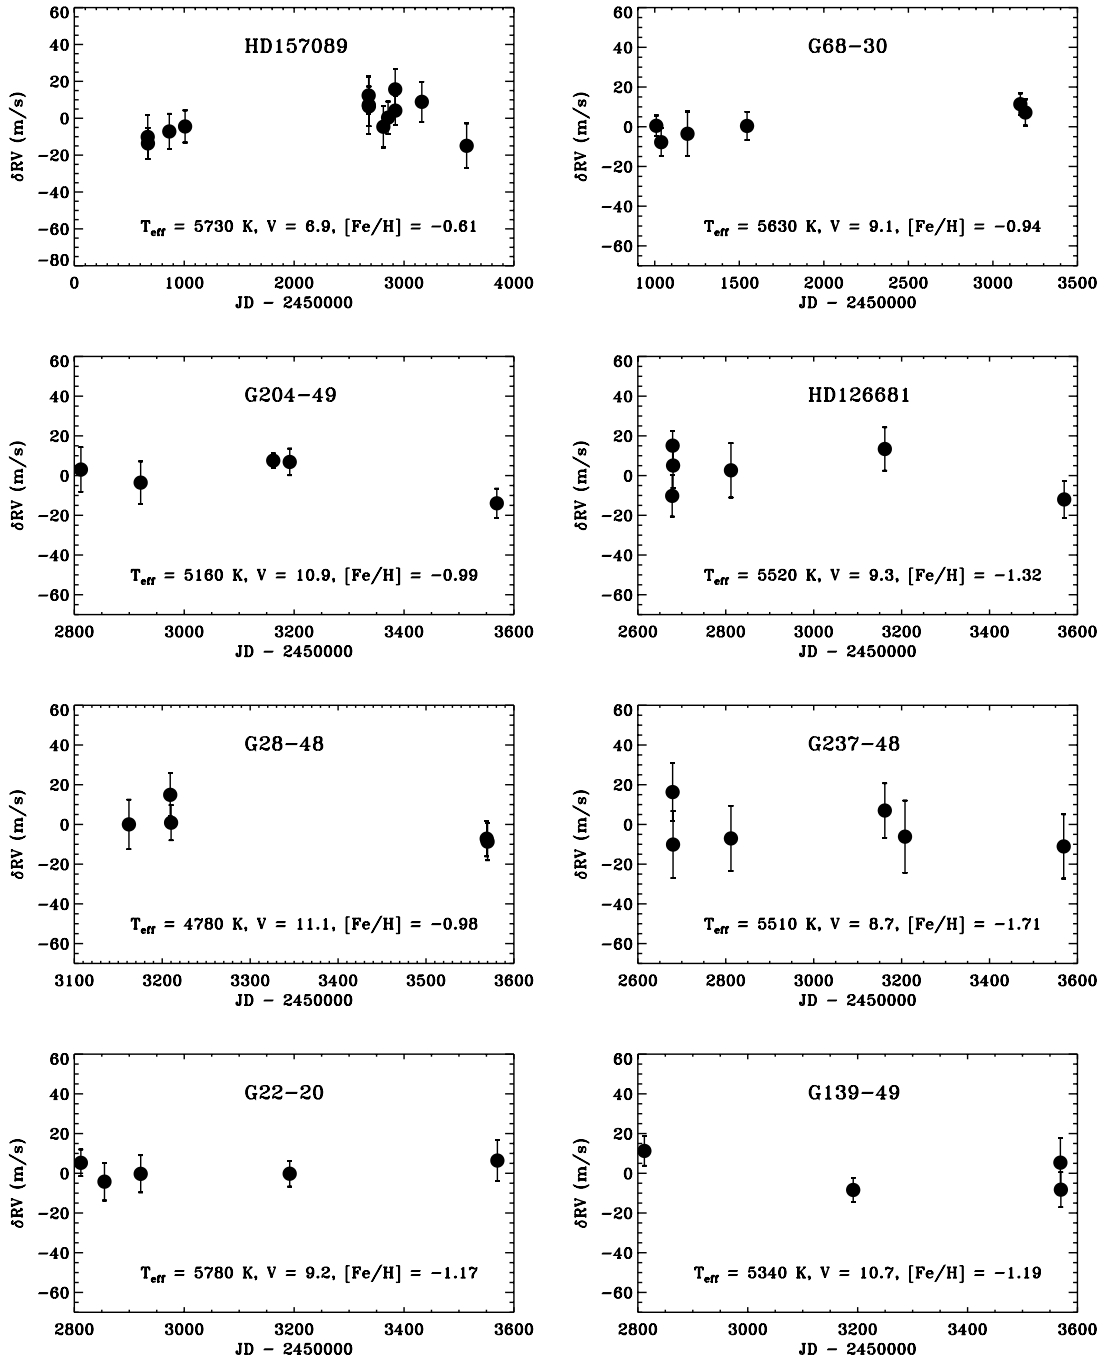 HD157089
δRV (m/s)
60
40
20
0
−20
−40
−60
−80
T_eff = 5730 K, V = 6.9, [Fe/H] = −0.61
0 1000 2000 3000 4000
JD − 2450000
G68−30
δRV (m/s)
60
40
20
0
−20
−40
−60
T_eff = 5630 K, V = 9.1, [Fe/H] = −0.94
1000 1500 2000 2500 3000 3500
JD − 2450000
G204−49
δRV (m/s)
60
40
20
0
−20
−40
−60
T_eff = 5160 K, V = 10.9, [Fe/H] = −0.99
2800 3000 3200 3400 3600
JD − 2450000
HD126681
δRV (m/s)
60
40
20
0
−20
−40
−60
T_eff = 5520 K, V = 9.3, [Fe/H] = −1.32
2600 2800 3000 3200 3400 3600
JD − 2450000
G28−48
δRV (m/s)
60
40
20
0
−20
−40
−60
T_eff = 4780 K, V = 11.1, [Fe/H] = −0.98
3100 3200 3300 3400 3500 3600
JD − 2450000
G237−48
δRV (m/s)
60
40
20
0
−20
−40
−60
T_eff = 5510 K, V = 8.7, [Fe/H] = −1.71
2600 2800 3000 3200 3400 3600
JD − 2450000
G22−20
δRV (m/s)
60
40
20
0
−20
−40
−60
T_eff = 5780 K, V = 9.2, [Fe/H] = −1.17
2800 3000 3200 3400 3600
JD − 2450000
G139−49
δRV (m/s)
60
40
20
0
−20
−40
−60
T_eff = 5340 K, V = 10.7, [Fe/H] = −1.19
2800 3000 3200 3400 3600
JD − 2450000